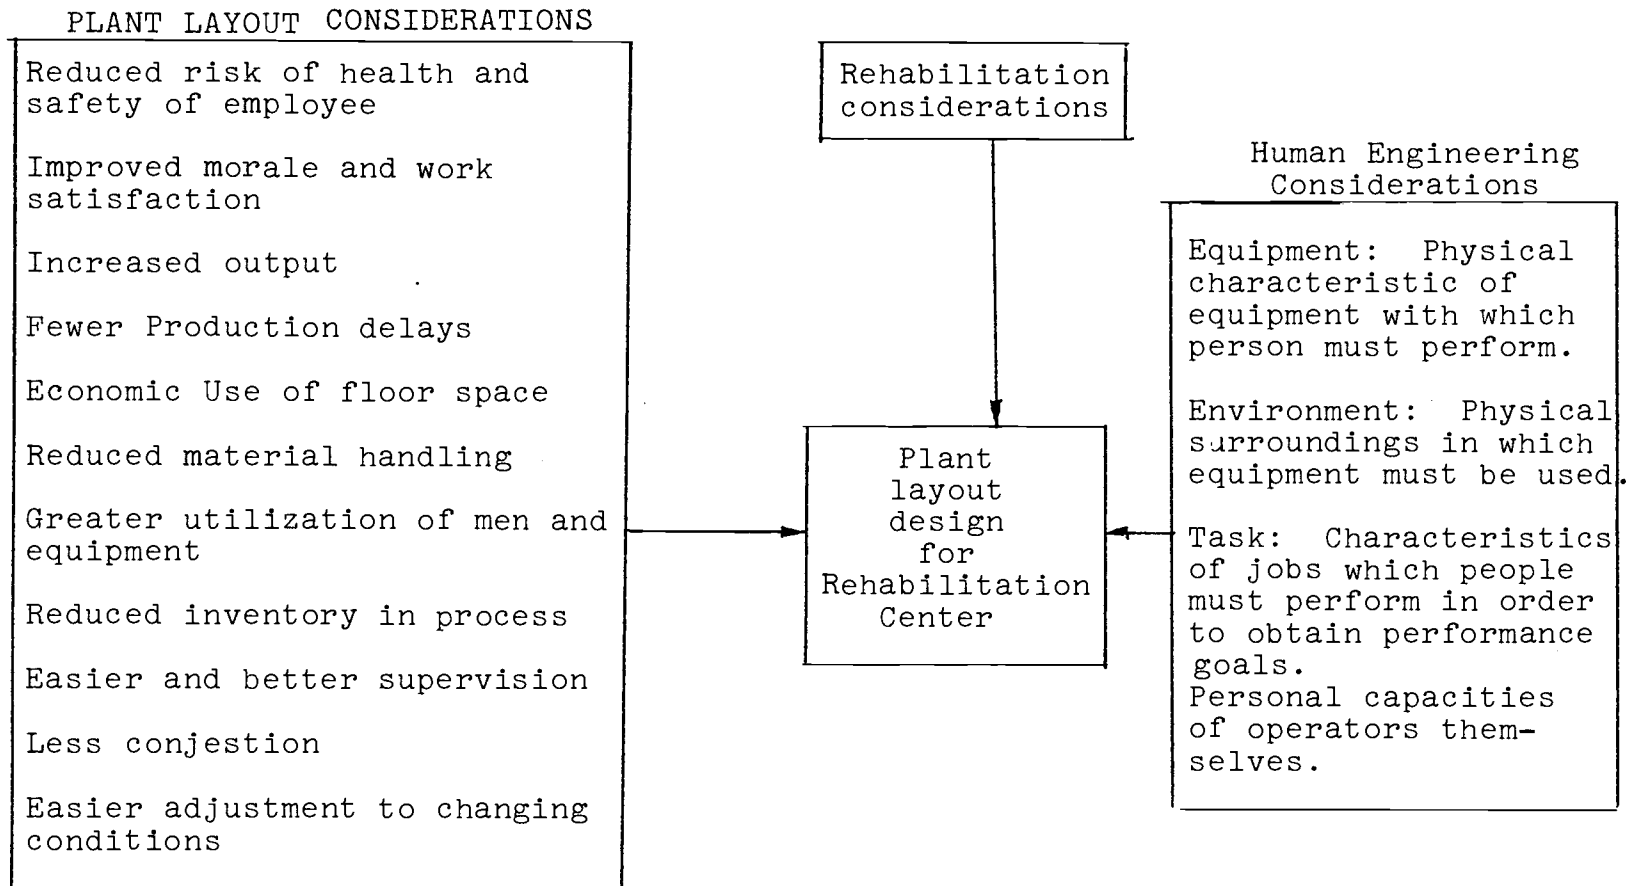 PLANT LAYOUT CONSIDERATIONS
Reduced risk of health and
safety of employee
Improved morale and work
satisfaction
Increased output
Fewer Production delays
Economic Use of floor space
Reduced material handling
Greater utilization of men and
equipment
Reduced inventory in process
Easier and better supervision
Less conjestion
Easier adjustment to changing
conditions
Rehabilitation
considerations
Plant
layout
design
for
Rehabilitation
Center
Human Engineering
Considerations
Equipment: Physical
characteristic of
equipment with which
person must perform.
Environment: Physical
surroundings in which
equipment must be used.
Task: Characteristics
of jobs which people
must perform in order
to obtain performance
goals.
Personal capacities
of operators them-
selves.